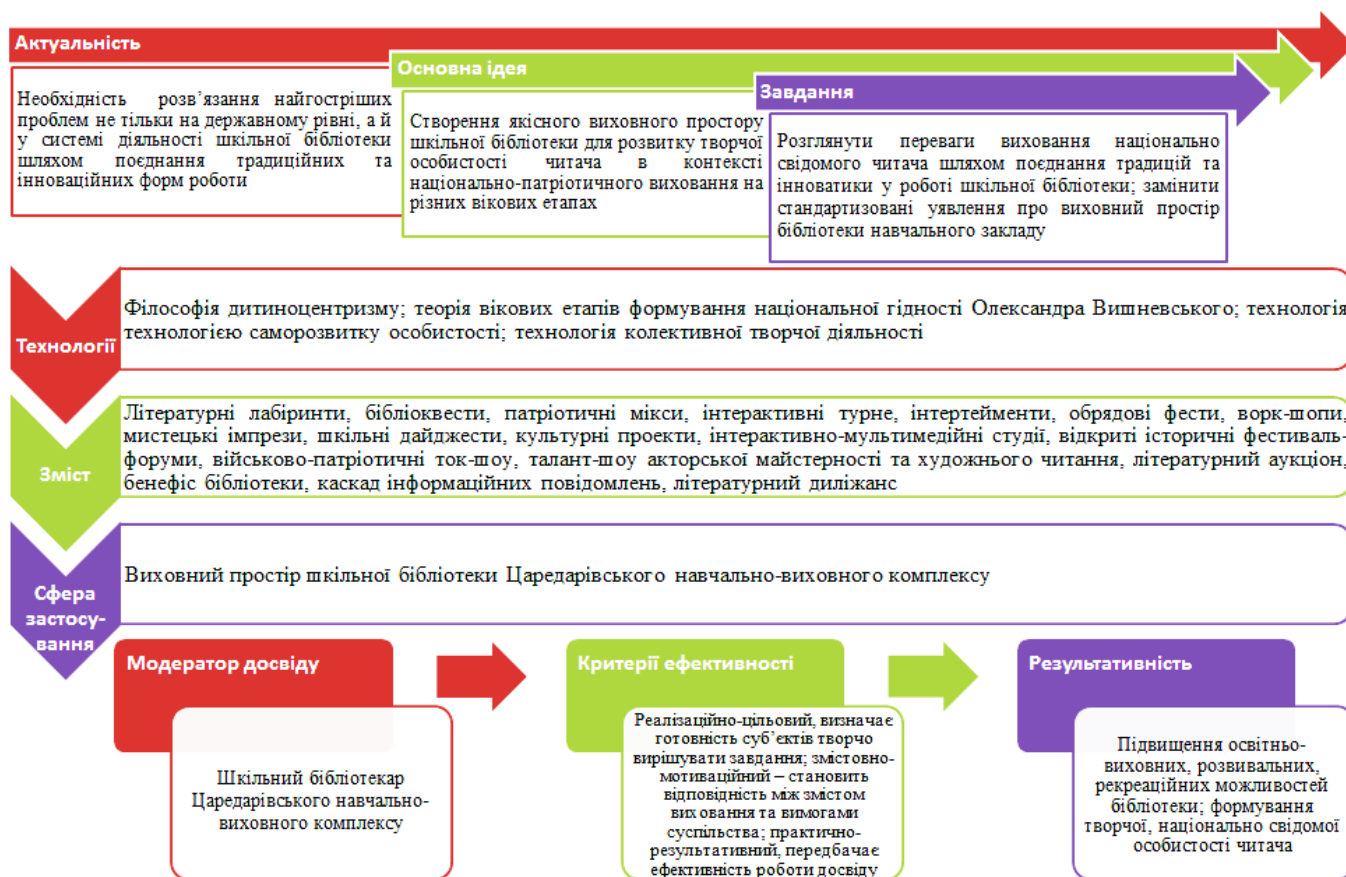 Актуальність
Необхідність розв’язання найгостріших
проблем не тільки на державному рівні, а й
у системі діяльності шкільної бібліотеки
шляхом поєднання традиційних та
інноваційних форм роботи
Основна ідея
Створення якісного виховного простору
шкільної бібліотеки для розвитку творчої
особистості читача в контексті
національно-патріотичного виховання на
різних вікових етапах
Завдання
Розглянути переваги виховання національно
свідомого читача шляхом поєднання традицій та
інноватики у роботі шкільної бібліотеки; замінити
стандартизовані уявлення про виховний простір
бібліотеки навчального закладу
Технології
Філософія дитиноцентризму; теорія вікових етапів формування національної гідності Олександра Вишневського; технологія
технологією саморозвитку особистості; технологія колективної творчої діяльності
Зміст
Літературні лабіринти, бібліоквести, патріотичні мікси, інтерактивні турне, інтертейменти, обрядові фести, ворк-шопи,
мистецькі імпрези, шкільні дайджести, культурні проекти, інтерактивно-мультимедійні студії, відкриті історичні фестиваль-
форуми, військово-патріотичні ток-шоу, талант-шоу акторської майстерності та художнього читання, літературний аукціон,
бенефіс бібліотеки, каскад інформаційних повідомлень, літературний диліжанс
Сфера
застосу-
вання
Виховний простір шкільної бібліотеки Царедарівського навчально-виховного комплексу
Модератор досвіду
Шкільний бібліотекар
Царедарівського навчально-
виховного комплексу
Критерії ефективності
Реалізаційно-цільовий, визначає
готовність суб’єктів творчо
вирішувати завдання; змістовно-
мотиваційний – становить
відповідність між змістом
виховання та вимогами
суспільства; практично-
результативний, передбачає
ефективність роботи досвіду
Результативність
Підвищення освітньо-
виховних, розвивальних,
рекреаційних можливостей
бібліотеки; формування
творчої, національно свідомої
особистості читача